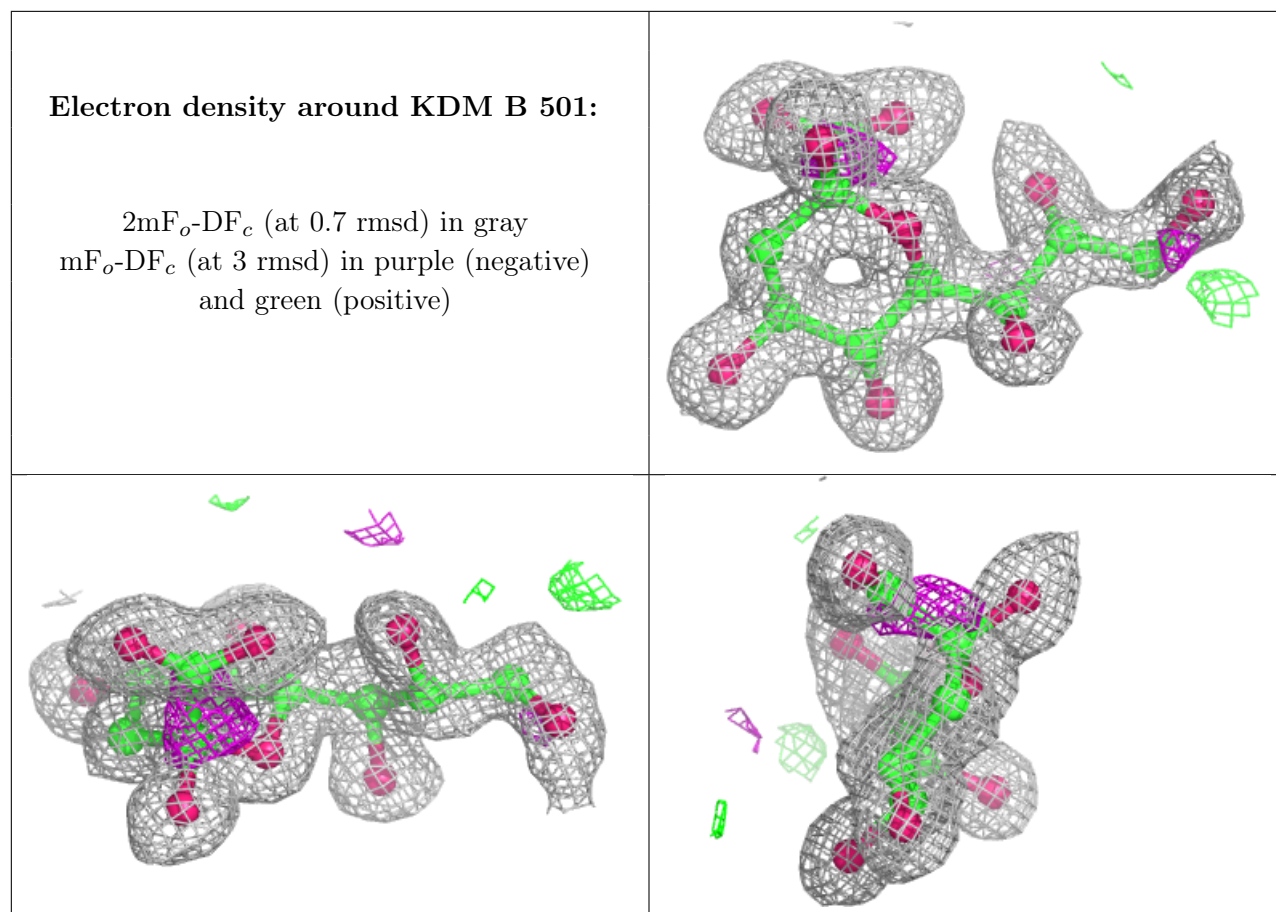 Electron density around KDM B 501:
2mFo-DFc (at 0.7 rmsd) in gray
mFo-DFc (at 3 rmsd) in purple (negative)
and green (positive)